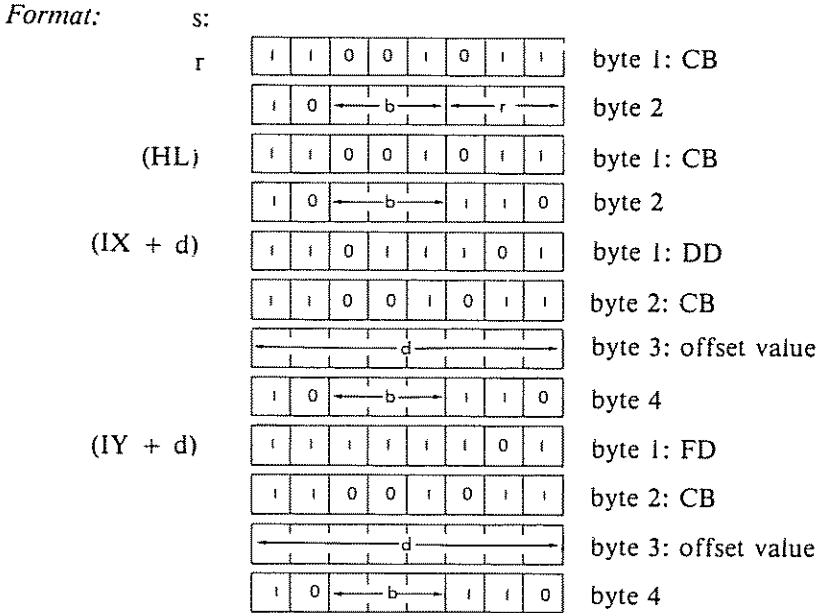 Format: s:
r 1 1 0 0 1 0 1 1 byte 1: CB
1 0 b r byte 2
(HL) 1 1 0 0 1 0 1 1 byte 1: CB
1 0 b 1 1 0 byte 2
(IX + d) 1 1 0 1 1 1 0 1 byte 1: DD
1 1 0 0 1 0 1 1 byte 2: CB
d byte 3: offset value
1 0 b 1 1 0 byte 4
(IY + d) 1 1 1 1 1 1 0 1 byte 1: FD
1 1 0 0 1 0 1 1 byte 2: CB
d byte 3: offset value
1 0 b 1 1 0 byte 4